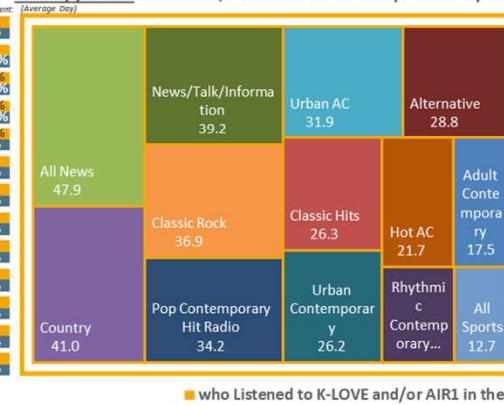 (Average Day)
All News
47.9
News/Talk/Informa
tion
39.2
Urban AC
31.9
Alternative
28.8
Classic Rock
36.9
Classic Hits
26.3
Hot AC
21.7
Adult
Conte
mpora
ry
17.5
Country
41.0
Pop Contemporary
Hit Radio
34.2
Urban
Contemporar
y
26.2
Rhythmi
c
Contemp
orary...
All
Sports
12.7
who Listened to K-LOVE and/or AIR1 in the